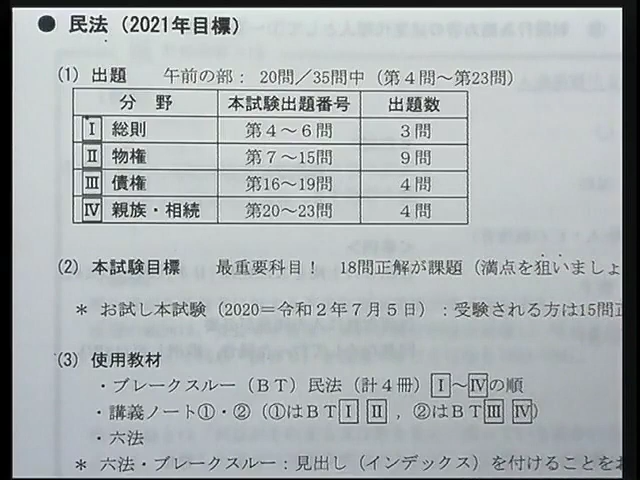 ● 民法（2021年目標）
(1) 出題　午前の部：20問／35問中（第４問～第23問）
分　野　本試験出題番号　出題数
Ⅰ 総則　第４～６問　３問
Ⅱ 物権　第７～15問　９問
Ⅲ 債権　第16～19問　４問
Ⅳ 親族・相続　第20～23問　４問
(2) 本試験目標　最重要科目！　18問正解が課題（満点を狙いましょ
＊ お試し本試験（2020＝令和２年７月５日）：受験される方は15問正
(3) 使用教材
・ブレークスルー（ＢＴ）民法（計４冊）Ⅰ～Ⅳの順
・講義ノート①・②（①はＢＴⅠ Ⅱ，②はＢＴⅢ Ⅳ）
・六法
＊ 六法・ブレークスルー：見出し（インデックス）を付けることをお